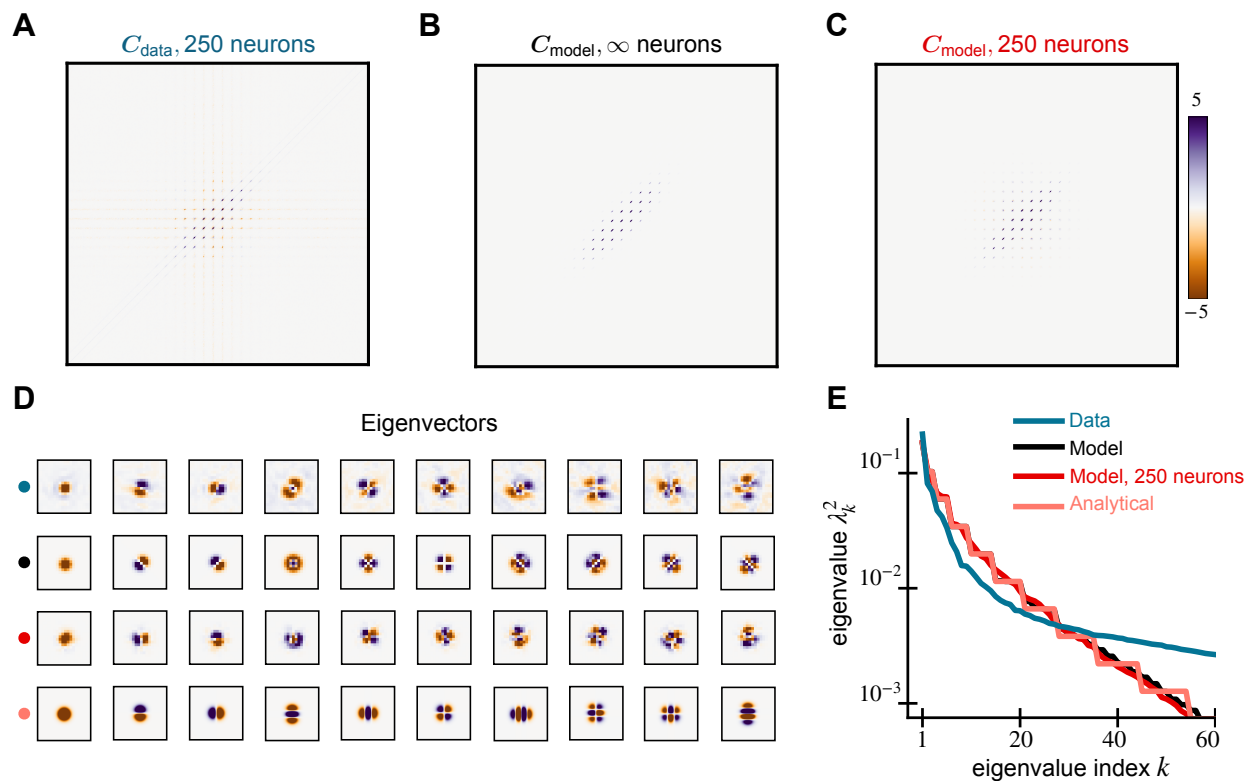 A
B
C
C_data, 250 neurons
C_model, ∞ neurons
C_model, 250 neurons
5
−5
D
Eigenvectors
E
Data
Model
Model, 250 neurons
Analytical
eigenvalue λ_k^2
10^−1
10^−2
10^−3
1
20
40
60
eigenvalue index k